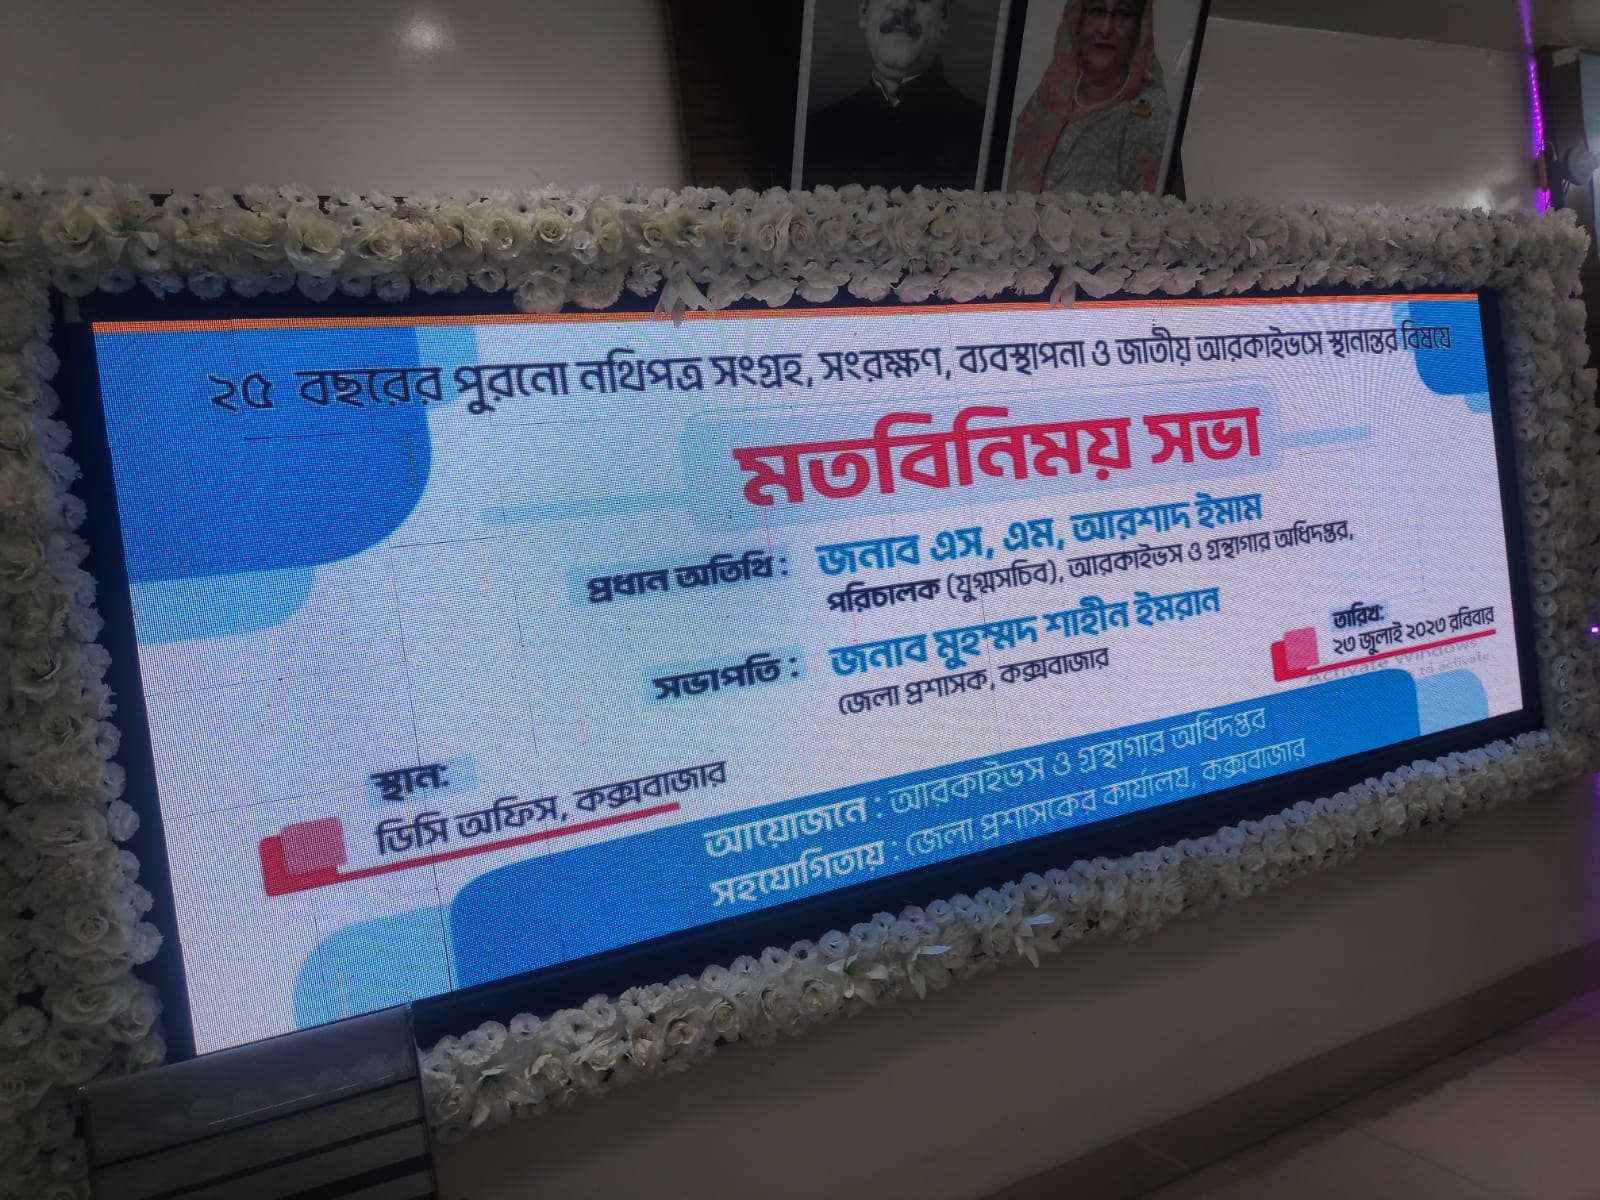 ২৫ বছরের পুরনো নথিপত্র সংগ্রহ, সংরক্ষণ, ব্যবস্থাপনা ও জাতীয় আরকাইভসে স্থানান্তর বিষয়ে
মতবিনিময় সভা
প্রধান অতিথি : জনাব এস, এম, আরশাদ ইমাম
পরিচালক (যুগ্মসচিব), আরকাইভস ও গ্রন্থাগার অধিদপ্তর,
সভাপতি : জনাব মুহম্মদ শাহীন ইমরান
জেলা প্রশাসক, কক্সবাজার
তারিখ:
২৩ জুলাই ২০২৩ রবিবার
Activate Windows
to activate
স্থান:
ডিসি অফিস, কক্সবাজার
আয়োজনে : আরকাইভস ও গ্রন্থাগার অধিদপ্তর
সহযোগিতায় : জেলা প্রশাসকের কার্যালয়, কক্সবাজার